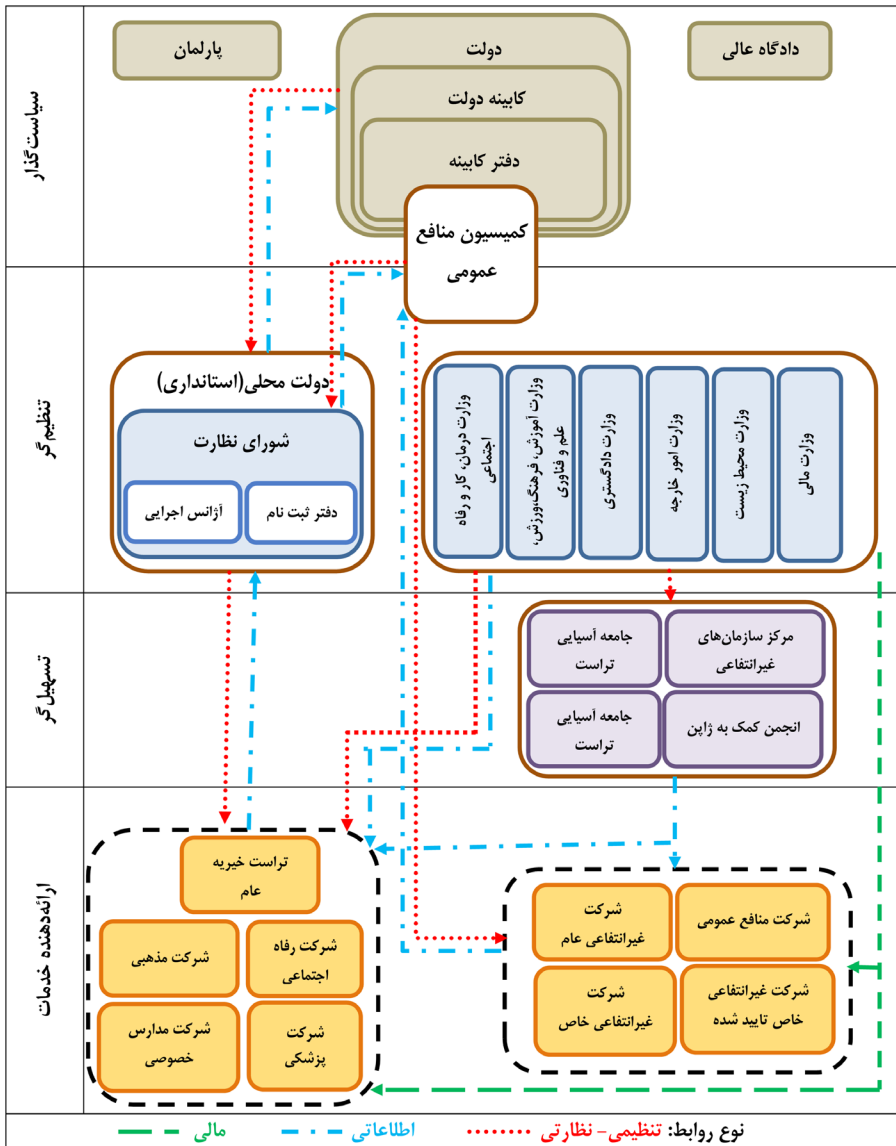 سیاست‌گذار
دادگاه عالی
دولت
پارلمان
کابینه دولت
دفتر کابینه
کمیسیون منافع
عمومی
تنظیم‌گر
وزارت مالی
وزارت محیط زیست
وزارت امور خارجه
وزارت دادگستری
وزارت آموزش، فرهنگ،ورزش،
علم و فناوری
وزارت درمان، کار و رفاه
اجتماعی
دولت محلی(استانداری)
شورای نظارت
دفتر ثبت نام
آژانس اجرایی
تسهیل‌گر
مرکز سازمان‌های
غیرانتفاعی
جامعه آسیایی
تراست
انجمن کمک به ژاپن
جامعه آسیایی
تراست
ارائه‌دهنده خدمات
شرکت منافع عمومی
شرکت
غیرانتفاعی عام
شرکت غیرانتفاعی
خاص تایید شده
شرکت
غیرانتفاعی خاص
تراست خیریه
عام
شرکت رفاه
اجتماعی
شرکت مذهبی
شرکت
پزشکی
شرکت مدارس
خصوصی
نوع روابط: تنظیمی- نظارتی اطلاعاتی مالی